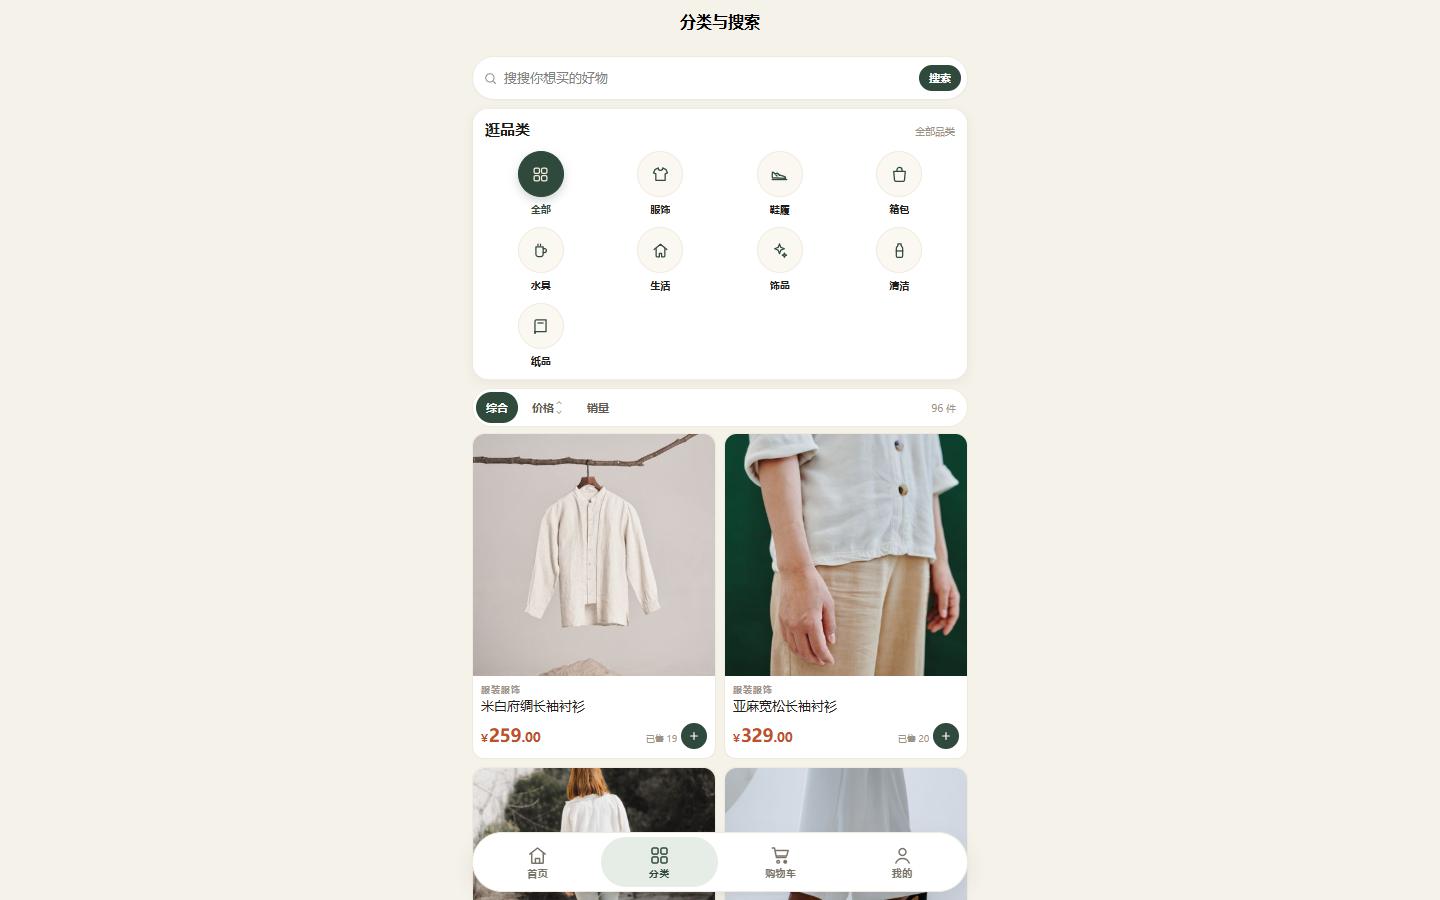 分类与搜索
搜搜你想买的好物
搜索
逛品类
全部品类
全部
服饰
鞋履
箱包
水具
生活
饰品
清洁
纸品
综合
价格
销量
96 件
服装服饰
米白府绸长袖衬衫
¥259.00
已售 19
服装服饰
亚麻宽松长袖衬衫
¥329.00
已售 20
首页
分类
购物车
我的